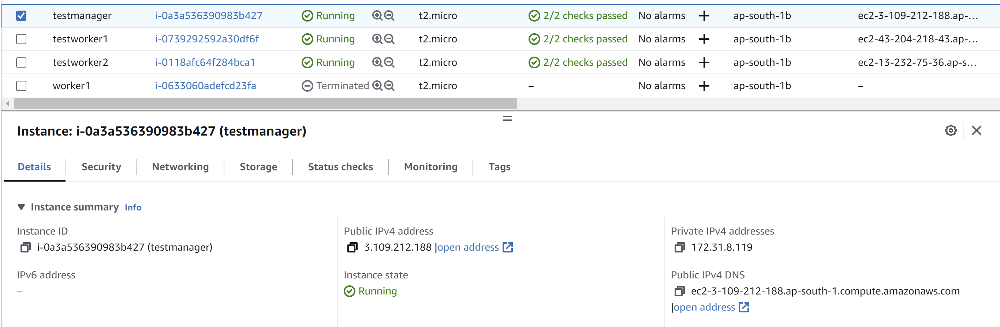 testmanager i-0a3a536390983b427 Running t2.micro 2/2 checks passed No alarms + ap-south-1b ec2-3-109-212-188.ap-...
testworker1 i-0739292592a30df6f Running t2.micro 2/2 checks passed No alarms + ap-south-1b ec2-43-204-218-43.ap-...
testworker2 i-0118afc64f284bca1 Running t2.micro 2/2 checks passed No alarms + ap-south-1b ec2-13-232-75-36.ap-s...
worker1 i-0633060adefcd23fa Terminated t2.micro – No alarms + ap-south-1b –
Instance: i-0a3a536390983b427 (testmanager)
Details Security Networking Storage Status checks Monitoring Tags
Instance summary Info
Instance ID Public IPv4 address Private IPv4 addresses
i-0a3a536390983b427 (testmanager) 3.109.212.188 |open address 172.31.8.119
IPv6 address Instance state Public IPv4 DNS
– Running ec2-3-109-212-188.ap-south-1.compute.amazonaws.com
|open address